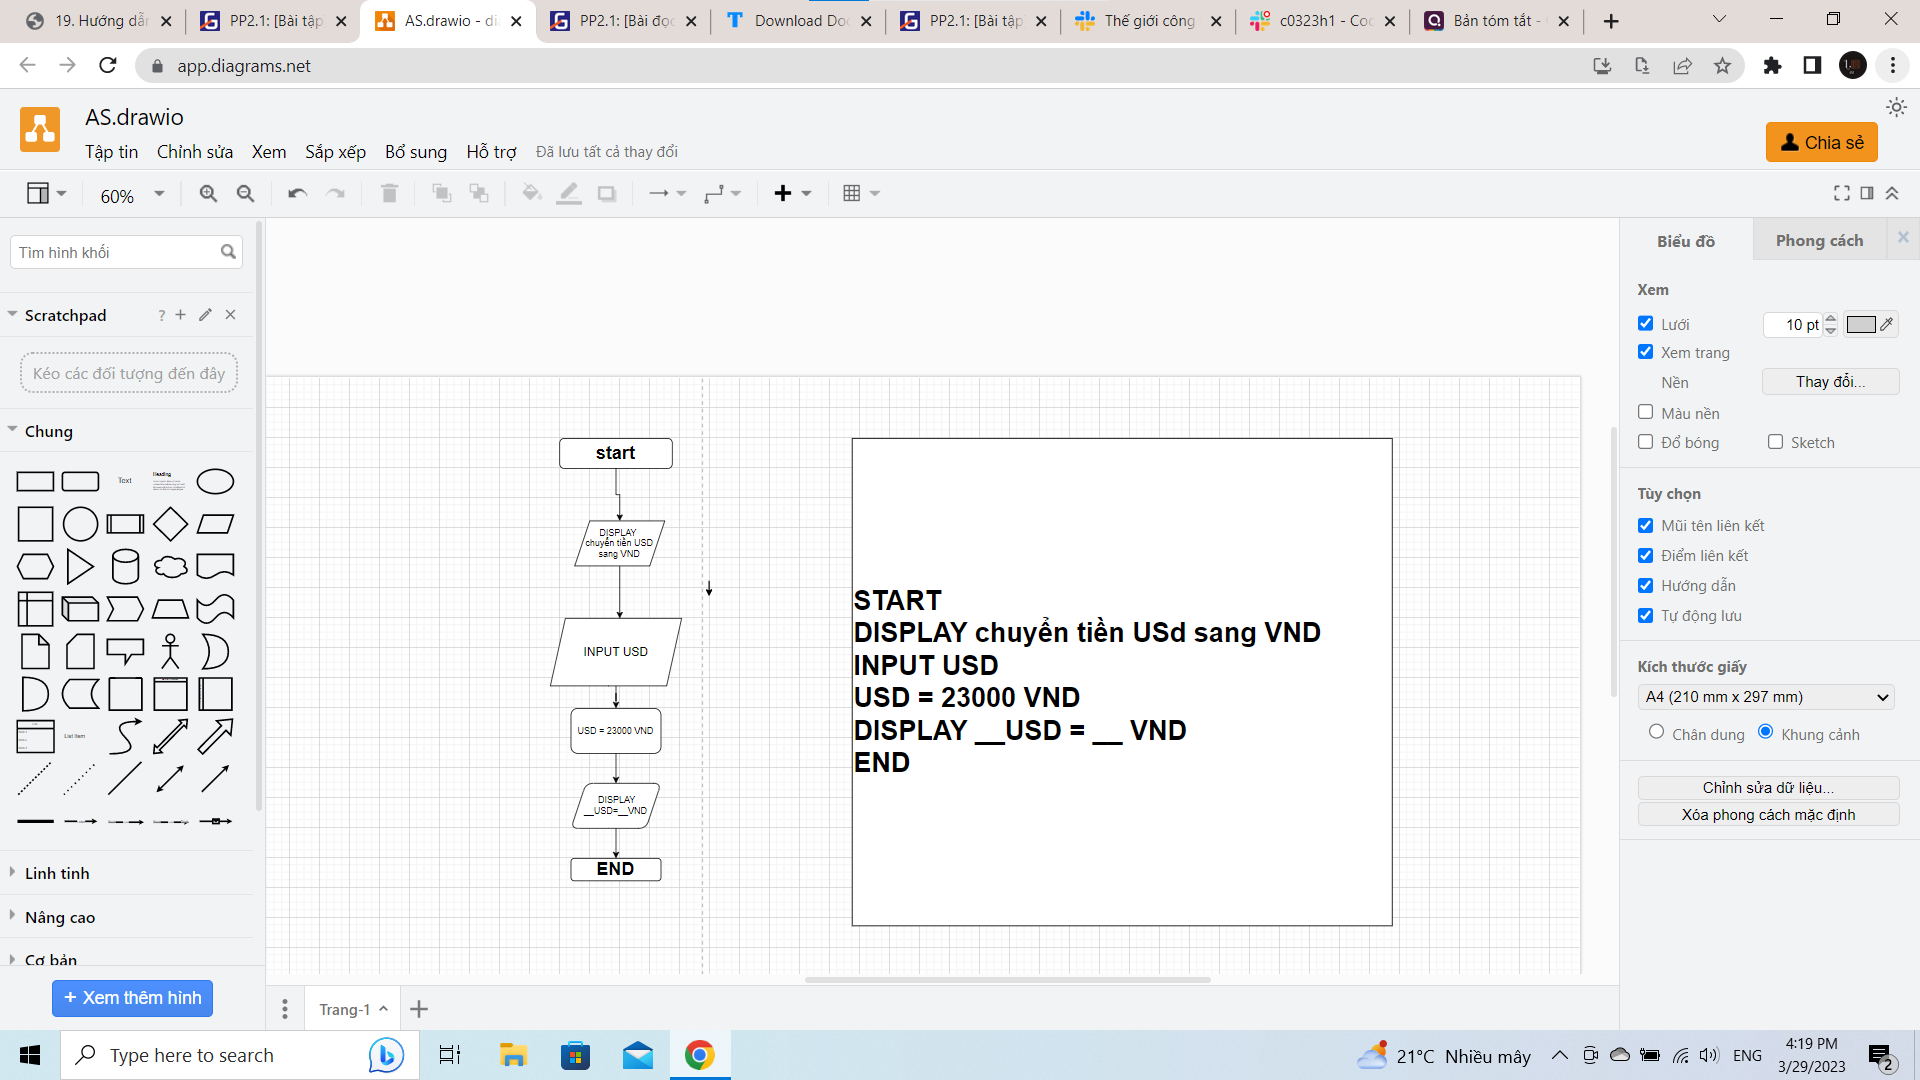 19. Hướng dẫn
PP2.1: [Bài tập
AS.drawio - di
PP2.1: [Bài đọc
Download Doc
PP2.1: [Bài tập
Thế giới công
c0323h1 - Cod
Bản tóm tắt -
app.diagrams.net
AS.drawio
Tập tin Chỉnh sửa Xem Sắp xếp Bổ sung Hỗ trợ Đã lưu tất cả thay đổi
Chia sẻ
60%
Tìm hình khối
Scratchpad
?
Kéo các đối tượng đến đây
Chung
Text
Heading
List Item
Linh tinh
Nâng cao
Cơ bản
+ Xem thêm hình
start
DISPLAY
chuyển tiền USD
sang VND
INPUT USD
USD = 23000 VND
DISPLAY
__USD=__VND
END
START
DISPLAY chuyển tiền USd sang VND
INPUT USD
USD = 23000 VND
DISPLAY __USD = __ VND
END
Trang-1
Biểu đồ
Phong cách
Xem
Lưới
10 pt
Xem trang
Nền
Thay đổi...
Màu nền
Đổ bóng
Sketch
Tùy chọn
Mũi tên liên kết
Điểm liên kết
Hướng dẫn
Tự động lưu
Kích thước giấy
A4 (210 mm x 297 mm)
Chân dung
Khung cảnh
Chỉnh sửa dữ liệu...
Xóa phong cách mặc định
Type here to search
21°C Nhiều mây
ENG
4:19 PM
3/29/2023
2